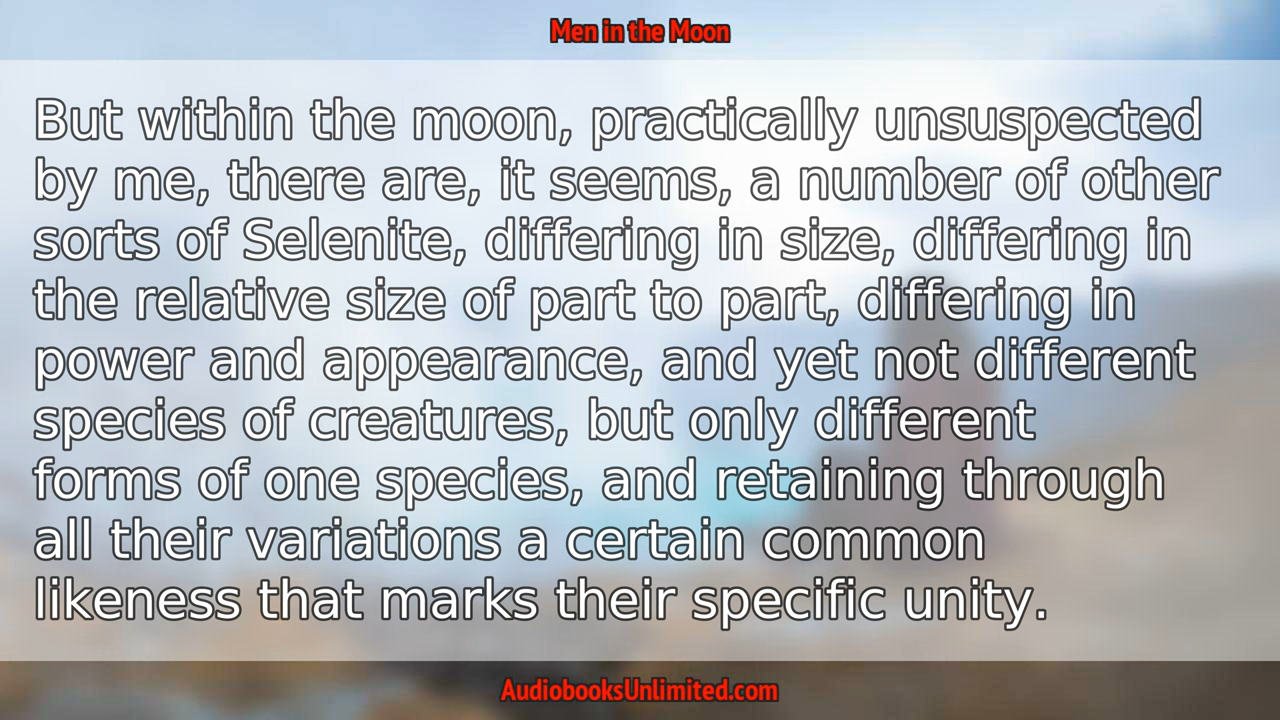 Men in the Moon
But within the moon, practically unsuspected
by me, there are, it seems, a number of other
sorts of Selenite, differing in size, differing in
the relative size of part to part, differing in
power and appearance, and yet not different
species of creatures, but only different
forms of one species, and retaining through
all their variations a certain common
likeness that marks their specific unity.
AudiobooksUnlimited.com